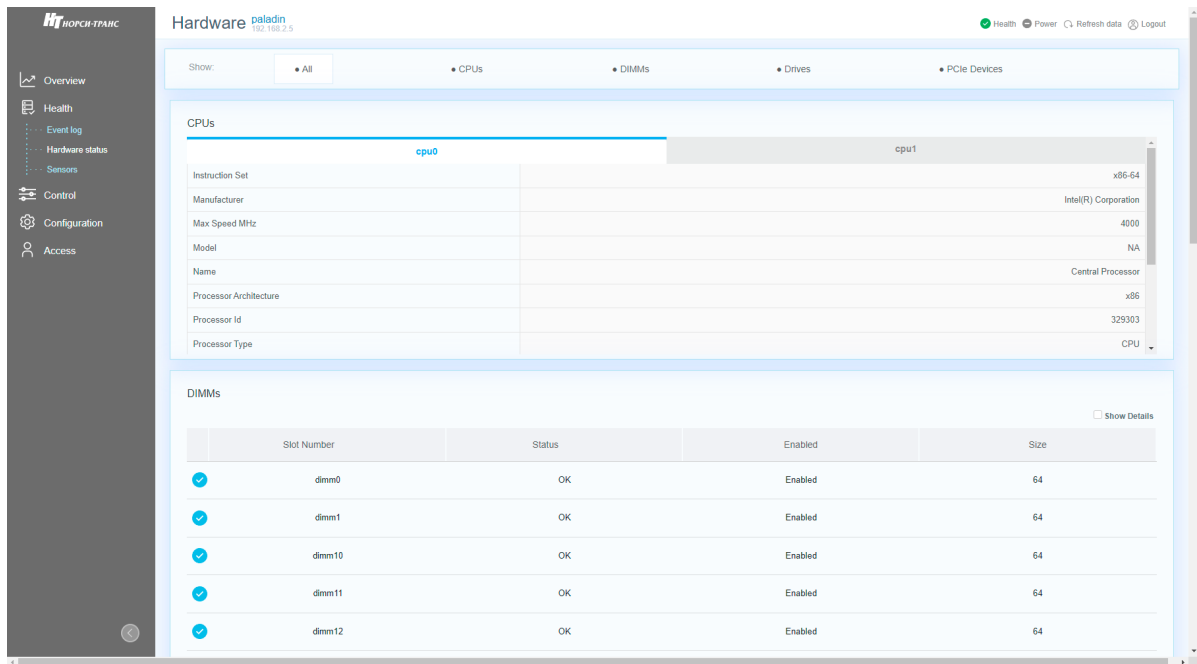 НТ НОРСИ-ТРАНС
Hardware paladin
192.168.2.5
Health Power Refresh data Logout
Overview
Health
Event log
Hardware status
Sensors
Control
Configuration
Access
Show: All CPUs DIMMs Drives PCIe Devices
CPUs
cpu0 cpu1
Instruction Set x86-64
Manufacturer Intel(R) Corporation
Max Speed MHz 4000
Model NA
Name Central Processor
Processor Architecture x86
Processor Id 329303
Processor Type CPU
DIMMs
Show Details
Slot Number Status Enabled Size
dimm0 OK Enabled 64
dimm1 OK Enabled 64
dimm10 OK Enabled 64
dimm11 OK Enabled 64
dimm12 OK Enabled 64